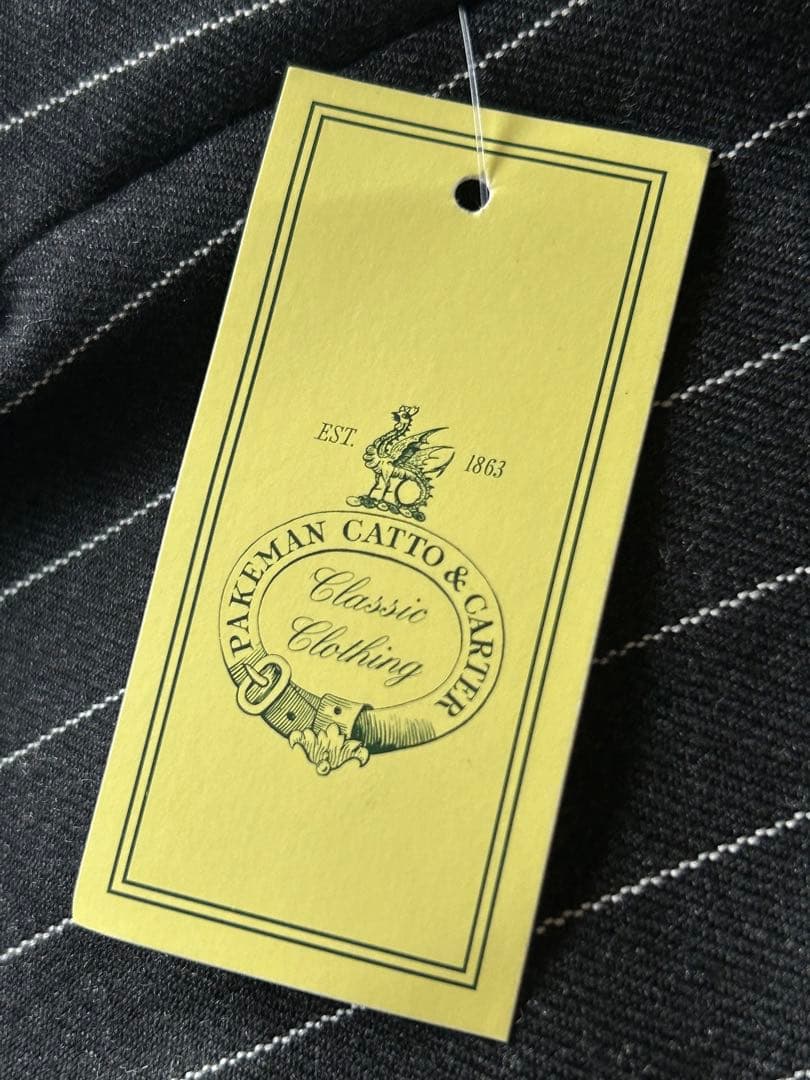 EST. 1863
PAKEMAN CATTO & CARTER
Classic
Clothing